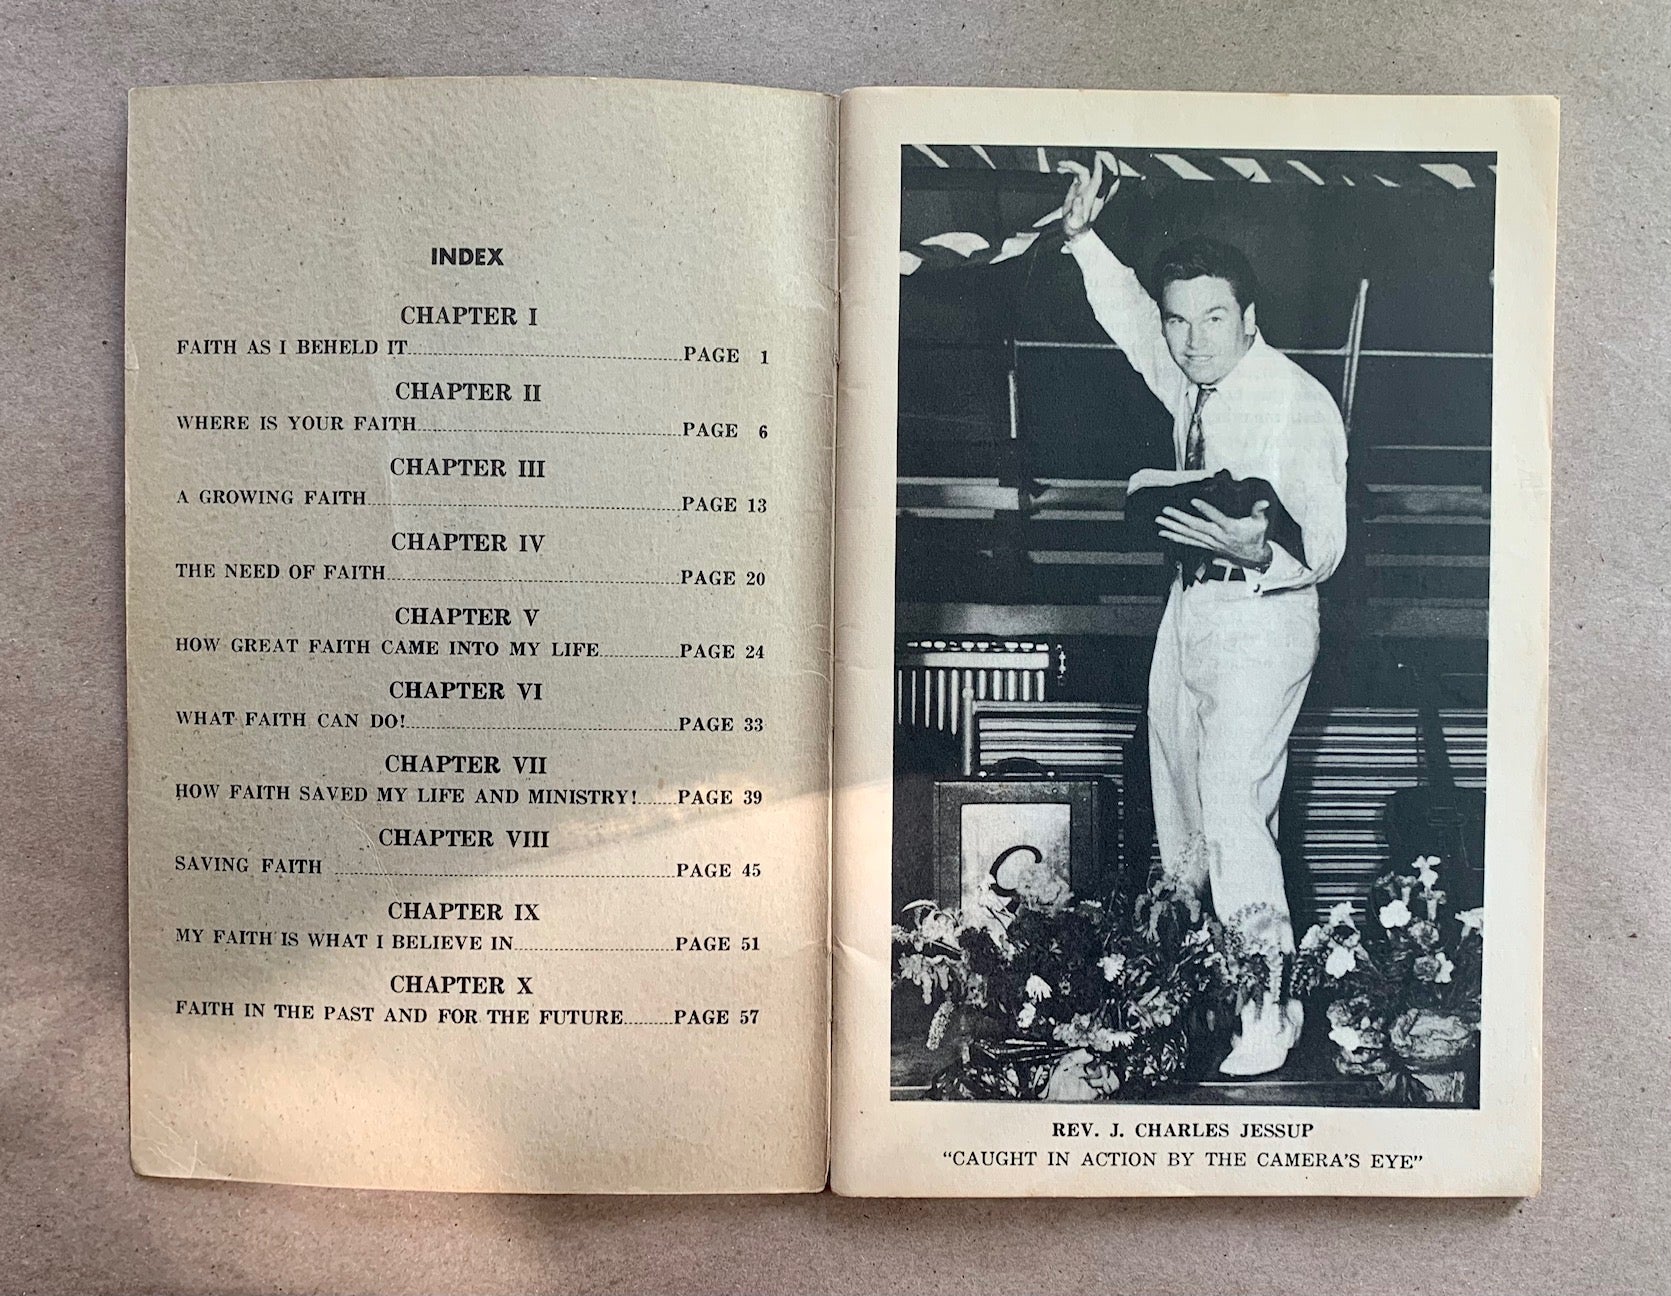 INDEX
CHAPTER I
FAITH AS I BEHELD IT PAGE 1
CHAPTER II
WHERE IS YOUR FAITH PAGE 6
CHAPTER III
A GROWING FAITH PAGE 13
CHAPTER IV
THE NEED OF FAITH PAGE 20
CHAPTER V
HOW GREAT FAITH CAME INTO MY LIFE PAGE 24
CHAPTER VI
WHAT FAITH CAN DO! PAGE 33
CHAPTER VII
HOW FAITH SAVED MY LIFE AND MINISTRY! PAGE 39
CHAPTER VIII
SAVING FAITH PAGE 45
CHAPTER IX
MY FAITH IS WHAT I BELIEVE IN PAGE 51
CHAPTER X
FAITH IN THE PAST AND FOR THE FUTURE PAGE 57
C
REV. J. CHARLES JESSUP
"CAUGHT IN ACTION BY THE CAMERA'S EYE"